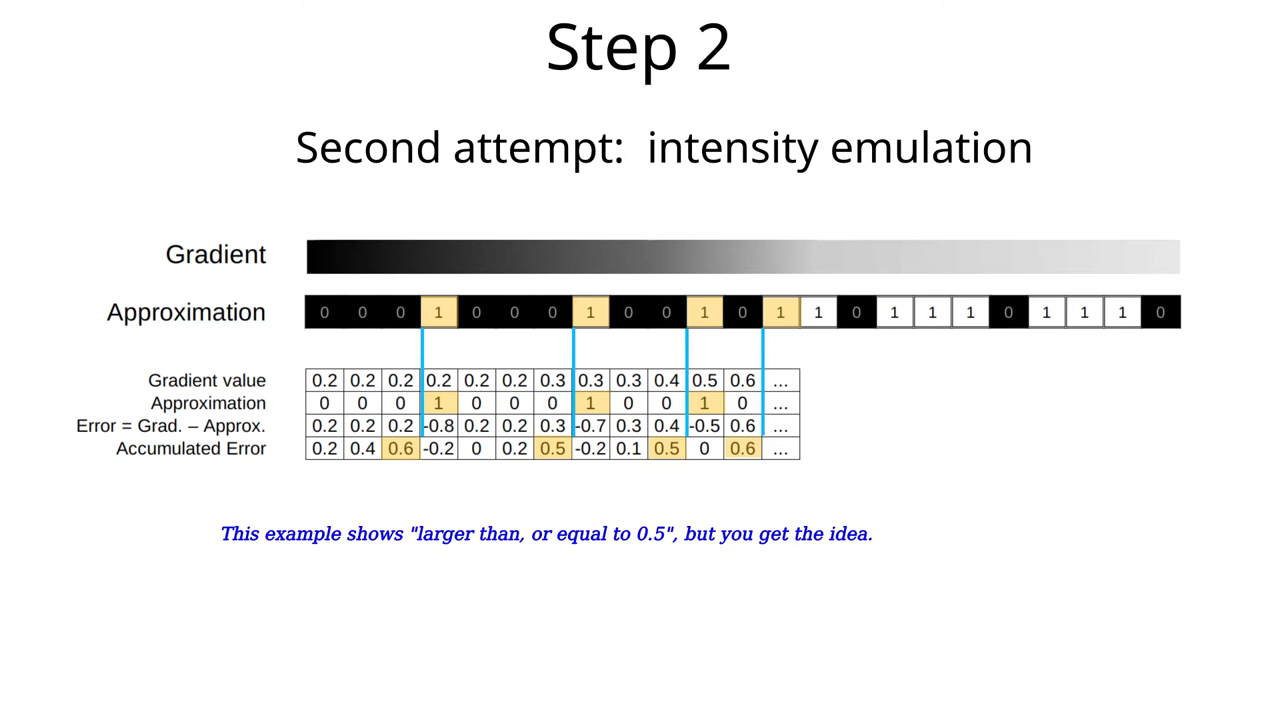 Step 2
Second attempt: intensity emulation
Gradient
Approximation 0 0 0 1 0 0 0 1 0 0 1 0 1 1 0 1 1 1 0 1 1 1 0
Gradient value 0.2 0.2 0.2 0.2 0.2 0.2 0.3 0.3 0.3 0.4 0.5 0.6 ...
Approximation 0 0 0 1 0 0 0 1 0 0 1 0 ...
Error = Grad. – Approx. 0.2 0.2 0.2 -0.8 0.2 0.2 0.3 -0.7 0.3 0.4 -0.5 0.6 ...
Accumulated Error 0.2 0.4 0.6 -0.2 0 0.2 0.5 -0.2 0.1 0.5 0 0.6 ...
This example shows "larger than, or equal to 0.5", but you get the idea.